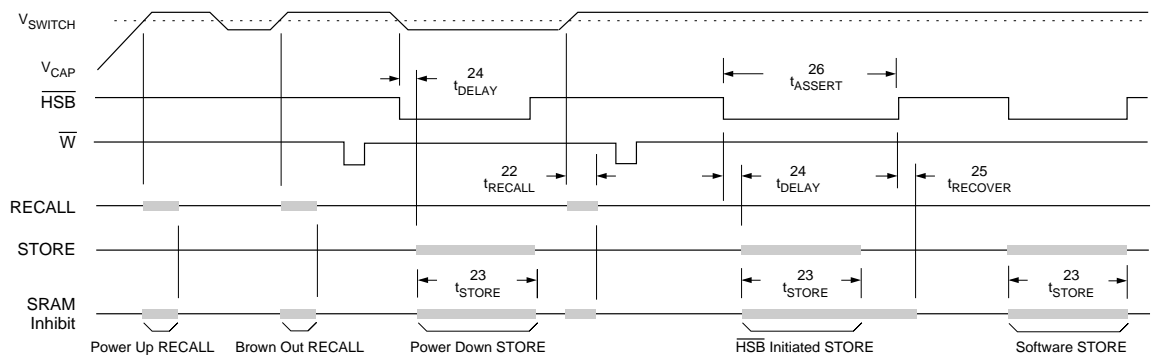 VSWITCH
VCAP
24
tDELAY
26
tASSERT
HSB
W
22
tRECALL
24
tDELAY
25
tRECOVER
RECALL
STORE
23
tSTORE
23
tSTORE
23
tSTORE
SRAM
Inhibit
Power Up RECALL
Brown Out RECALL
Power Down STORE
HSB Initiated STORE
Software STORE